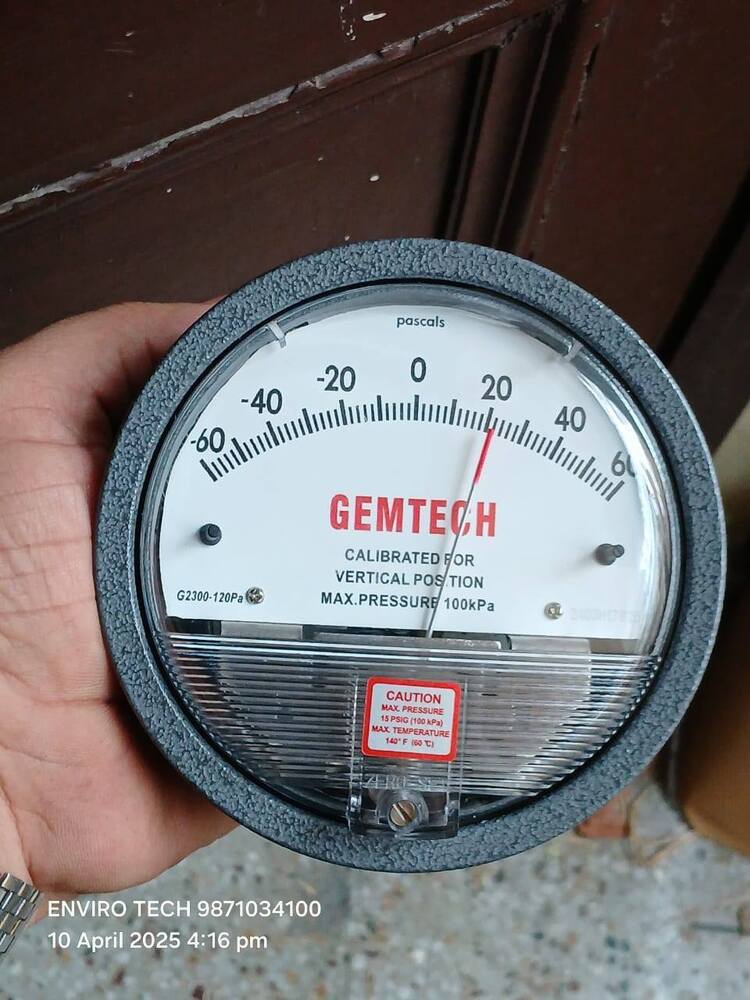 pascals
-60 -40 -20 0 20 40 60
GEMTECH
CALIBRATED FOR
VERTICAL POSITION
MAX.PRESSURE 100kPa
G2300-120Pa
CAUTION
MAX. PRESSURE
15 PSIG (100 kPa)
MAX. TEMPERATURE
140° F (60 °C)
ENVIRO TECH 9871034100
10 April 2025 4:16 pm